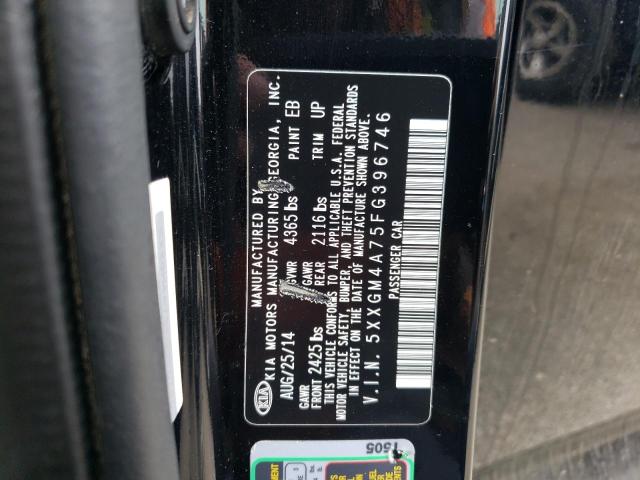 KIA
MANUFACTURED BY
KIA MOTORS MANUFACTURING GEORGIA, INC.
AUG/25/14 GVWR 4365 lbs PAINT EB
GAWR FRONT 2425 lbs GAWR REAR 2116 lbs TRIM UP
THIS VEHICLE CONFORMS TO ALL APPLICABLE U.S.A. FEDERAL
MOTOR VEHICLE SAFETY, BUMPER, AND THEFT PREVENTION STANDARDS
IN EFFECT ON THE DATE OF MANUFACTURE SHOWN ABOVE.
V.I.N. 5XXGM4A75FG396746
PASSENGER CAR
1505